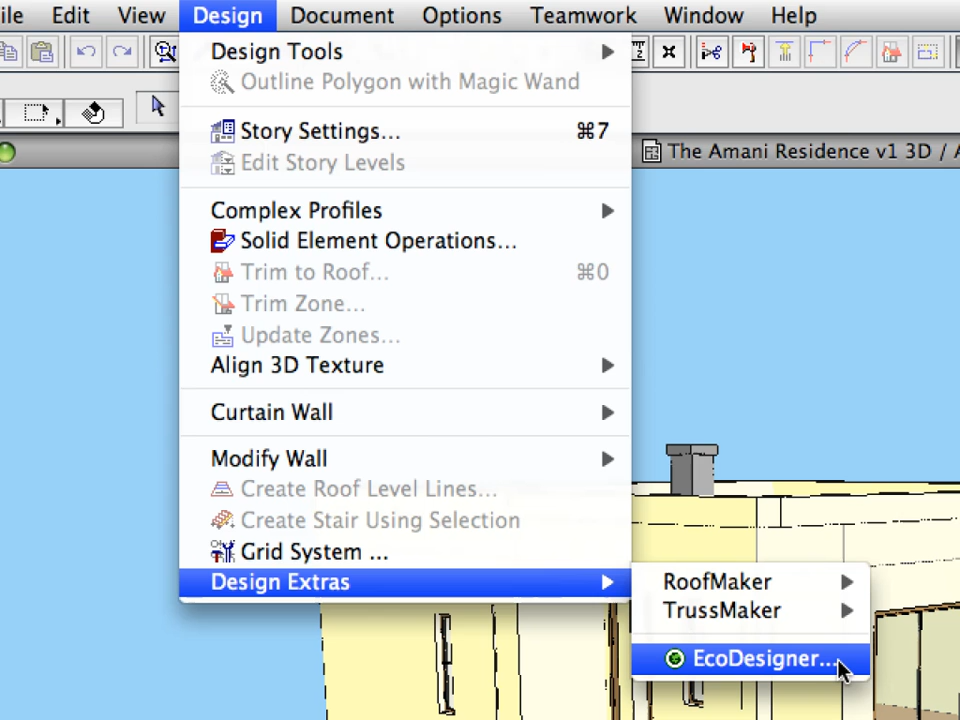 ile Edit View Design Document Options Teamwork Window Help
Design Tools
Outline Polygon with Magic Wand
Story Settings... ⌘7
Edit Story Levels
The Amani Residence v1 3D / A
Complex Profiles
Solid Element Operations...
Trim to Roof... ⌘0
Trim Zone...
Update Zones...
Align 3D Texture
Curtain Wall
Modify Wall
Create Roof Level Lines...
Create Stair Using Selection
Grid System ...
Design Extras
RoofMaker
TrussMaker
EcoDesigner...